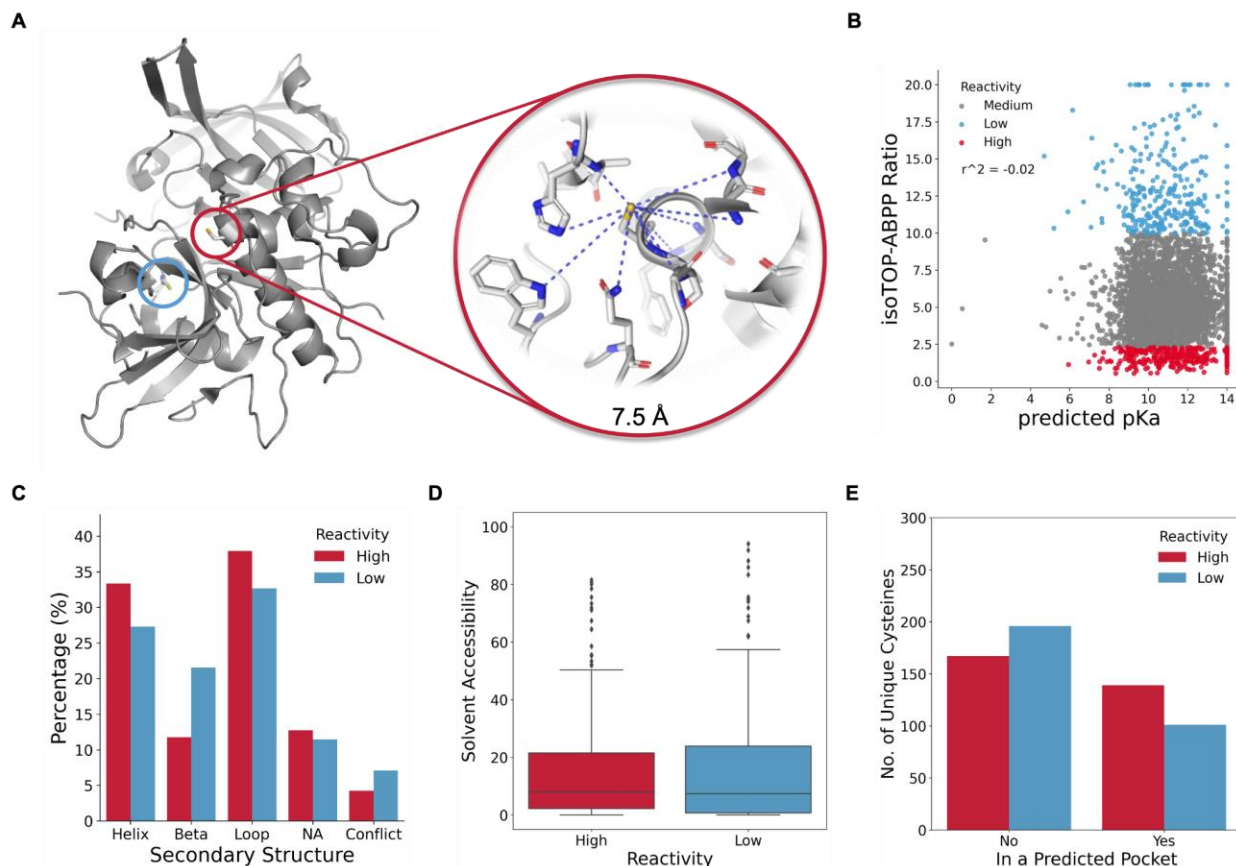 A
7.5 Å
B
isoTOP-ABPP Ratio
20.0
17.5
15.0
12.5
10.0
7.5
5.0
2.5
0.0
Reactivity
Medium
Low
High
r^2 = -0.02
0 2 4 6 8 10 12 14
predicted pKa
C
Percentage (%)
40
35
30
25
20
15
10
5
0
Reactivity
High
Low
Helix Beta Loop NA Conflict
Secondary Structure
D
Solvent Accessibility
100
80
60
40
20
0
High Low
Reactivity
E
No. of Unique Cysteines
300
250
200
150
100
50
0
Reactivity
High
Low
No Yes
In a Predicted Pocket